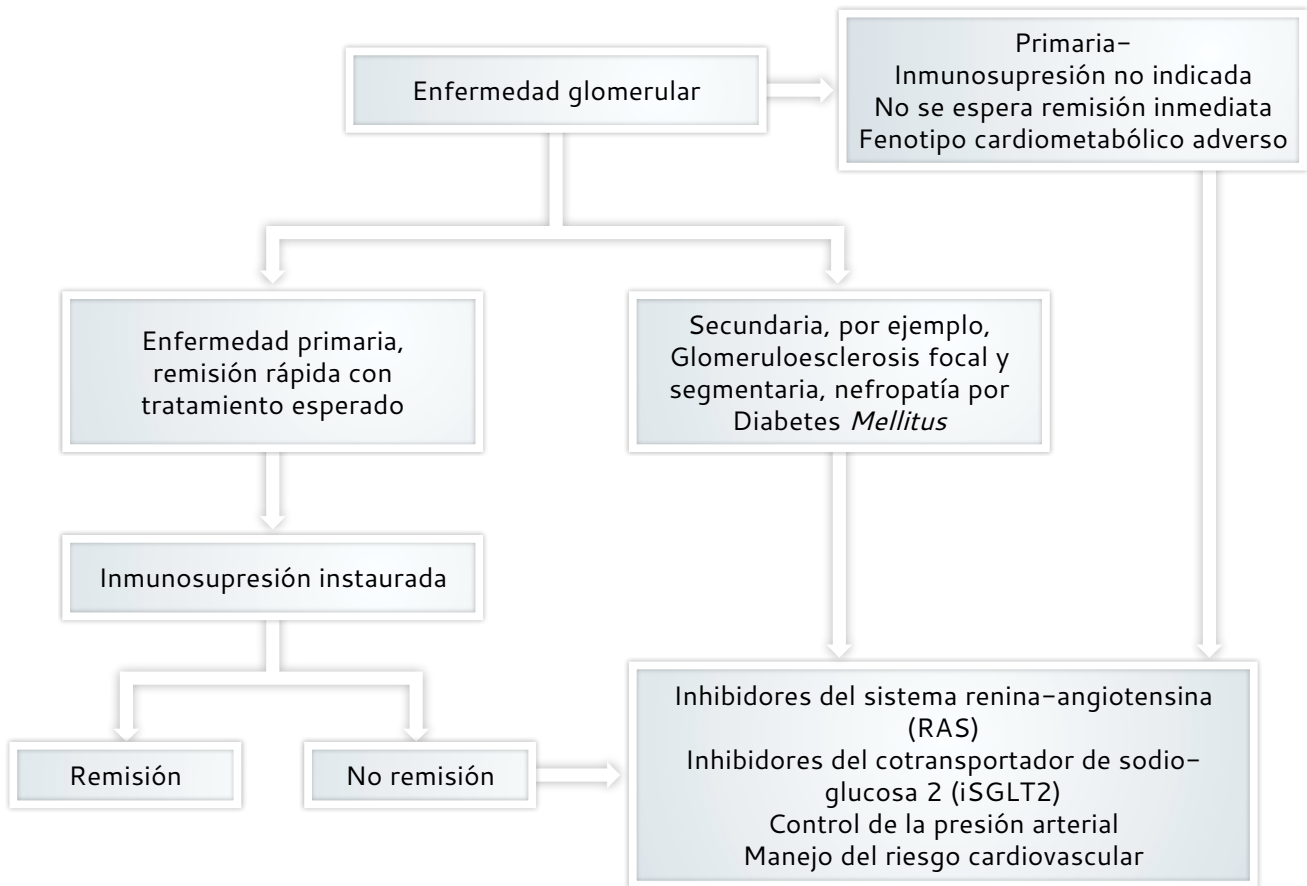 Enfermedad glomerular
Primaria-
Inmunosupresión no indicada
No se espera remisión inmediata
Fenotipo cardiometabólico adverso
Enfermedad primaria,
remisión rápida con
tratamiento esperado
Secundaria, por ejemplo,
Glomeruloesclerosis focal y
segmentaria, nefropatía por
Diabetes Mellitus
Inmunosupresión instaurada
Remisión
No remisión
Inhibidores del sistema renina-angiotensina
(RAS)
Inhibidores del cotransportador de sodio-
glucosa 2 (iSGLT2)
Control de la presión arterial
Manejo del riesgo cardiovascular